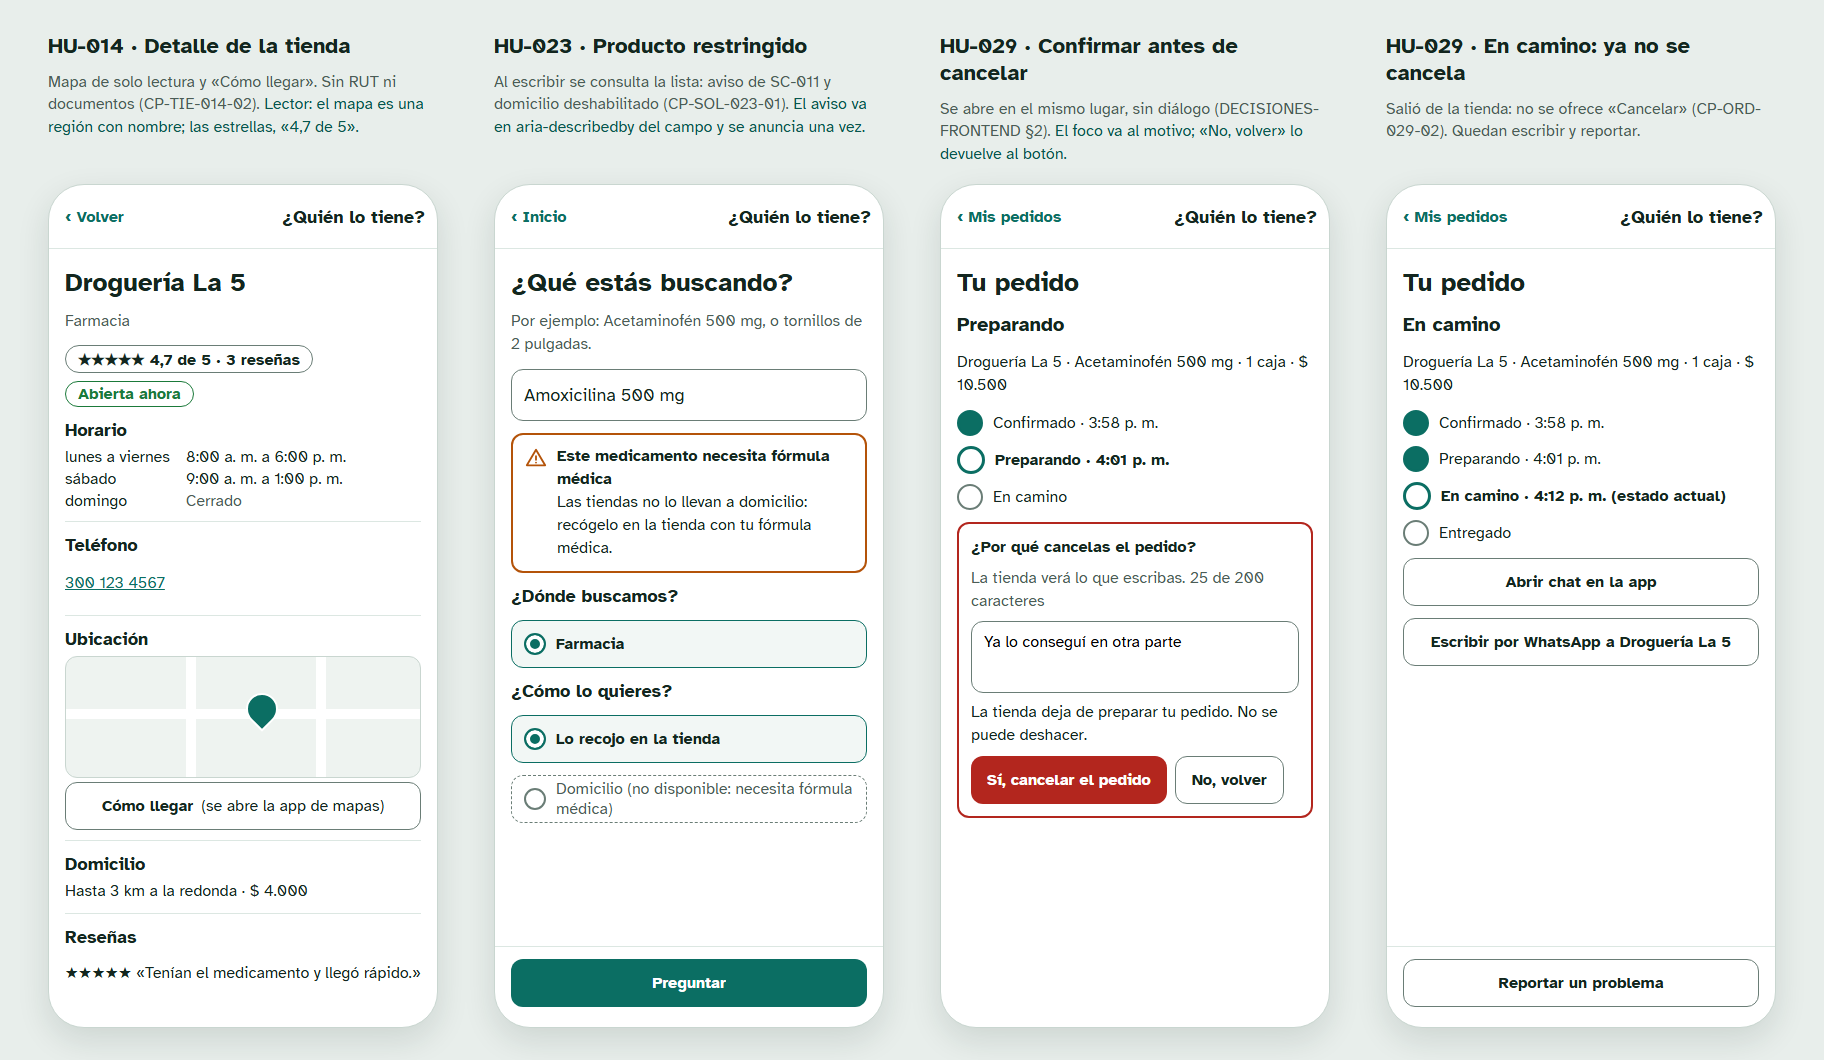 HU-014 · Detalle de la tienda
Mapa de solo lectura y «Cómo llegar». Sin RUT ni
documentos (CP-TIE-014-02). Lector: el mapa es una
región con nombre; las estrellas, «4,7 de 5».
‹ Volver
¿Quién lo tiene?
Droguería La 5
Farmacia
★★★★★ 4,7 de 5 · 3 reseñas
Abierta ahora
Horario
lunes a viernes 8:00 a. m. a 6:00 p. m.
sábado 9:00 a. m. a 1:00 p. m.
domingo Cerrado
Teléfono
300 123 4567
Ubicación
Cómo llegar (se abre la app de mapas)
Domicilio
Hasta 3 km a la redonda · $ 4.000
Reseñas
★★★★★ «Tenían el medicamento y llegó rápido.»
HU-023 · Producto restringido
Al escribir se consulta la lista: aviso de SC-011 y
domicilio deshabilitado (CP-SOL-023-01). El aviso va
en aria-describedby del campo y se anuncia una vez.
‹ Inicio
¿Quién lo tiene?
¿Qué estás buscando?
Por ejemplo: Acetaminofén 500 mg, o tornillos de
2 pulgadas.
Amoxicilina 500 mg
Este medicamento necesita fórmula
médica
Las tiendas no lo llevan a domicilio:
recógelo en la tienda con tu fórmula
médica.
¿Dónde buscamos?
Farmacia
¿Cómo lo quieres?
Lo recojo en la tienda
Domicilio (no disponible: necesita fórmula
médica)
Preguntar
HU-029 · Confirmar antes de
cancelar
Se abre en el mismo lugar, sin diálogo (DECISIONES-
FRONTEND §2). El foco va al motivo; «No, volver» lo
devuelve al botón.
‹ Mis pedidos
¿Quién lo tiene?
Tu pedido
Preparando
Droguería La 5 · Acetaminofén 500 mg · 1 caja · $
10.500
Confirmado · 3:58 p. m.
Preparando · 4:01 p. m.
En camino
¿Por qué cancelas el pedido?
La tienda verá lo que escribas. 25 de 200
caracteres
Ya lo conseguí en otra parte
La tienda deja de preparar tu pedido. No se
puede deshacer.
Sí, cancelar el pedido
No, volver
HU-029 · En camino: ya no se
cancela
Salió de la tienda: no se ofrece «Cancelar» (CP-ORD-
029-02). Quedan escribir y reportar.
‹ Mis pedidos
¿Quién lo tiene?
Tu pedido
En camino
Droguería La 5 · Acetaminofén 500 mg · 1 caja · $
10.500
Confirmado · 3:58 p. m.
Preparando · 4:01 p. m.
En camino · 4:12 p. m. (estado actual)
Entregado
Abrir chat en la app
Escribir por WhatsApp a Droguería La 5
Reportar un problema